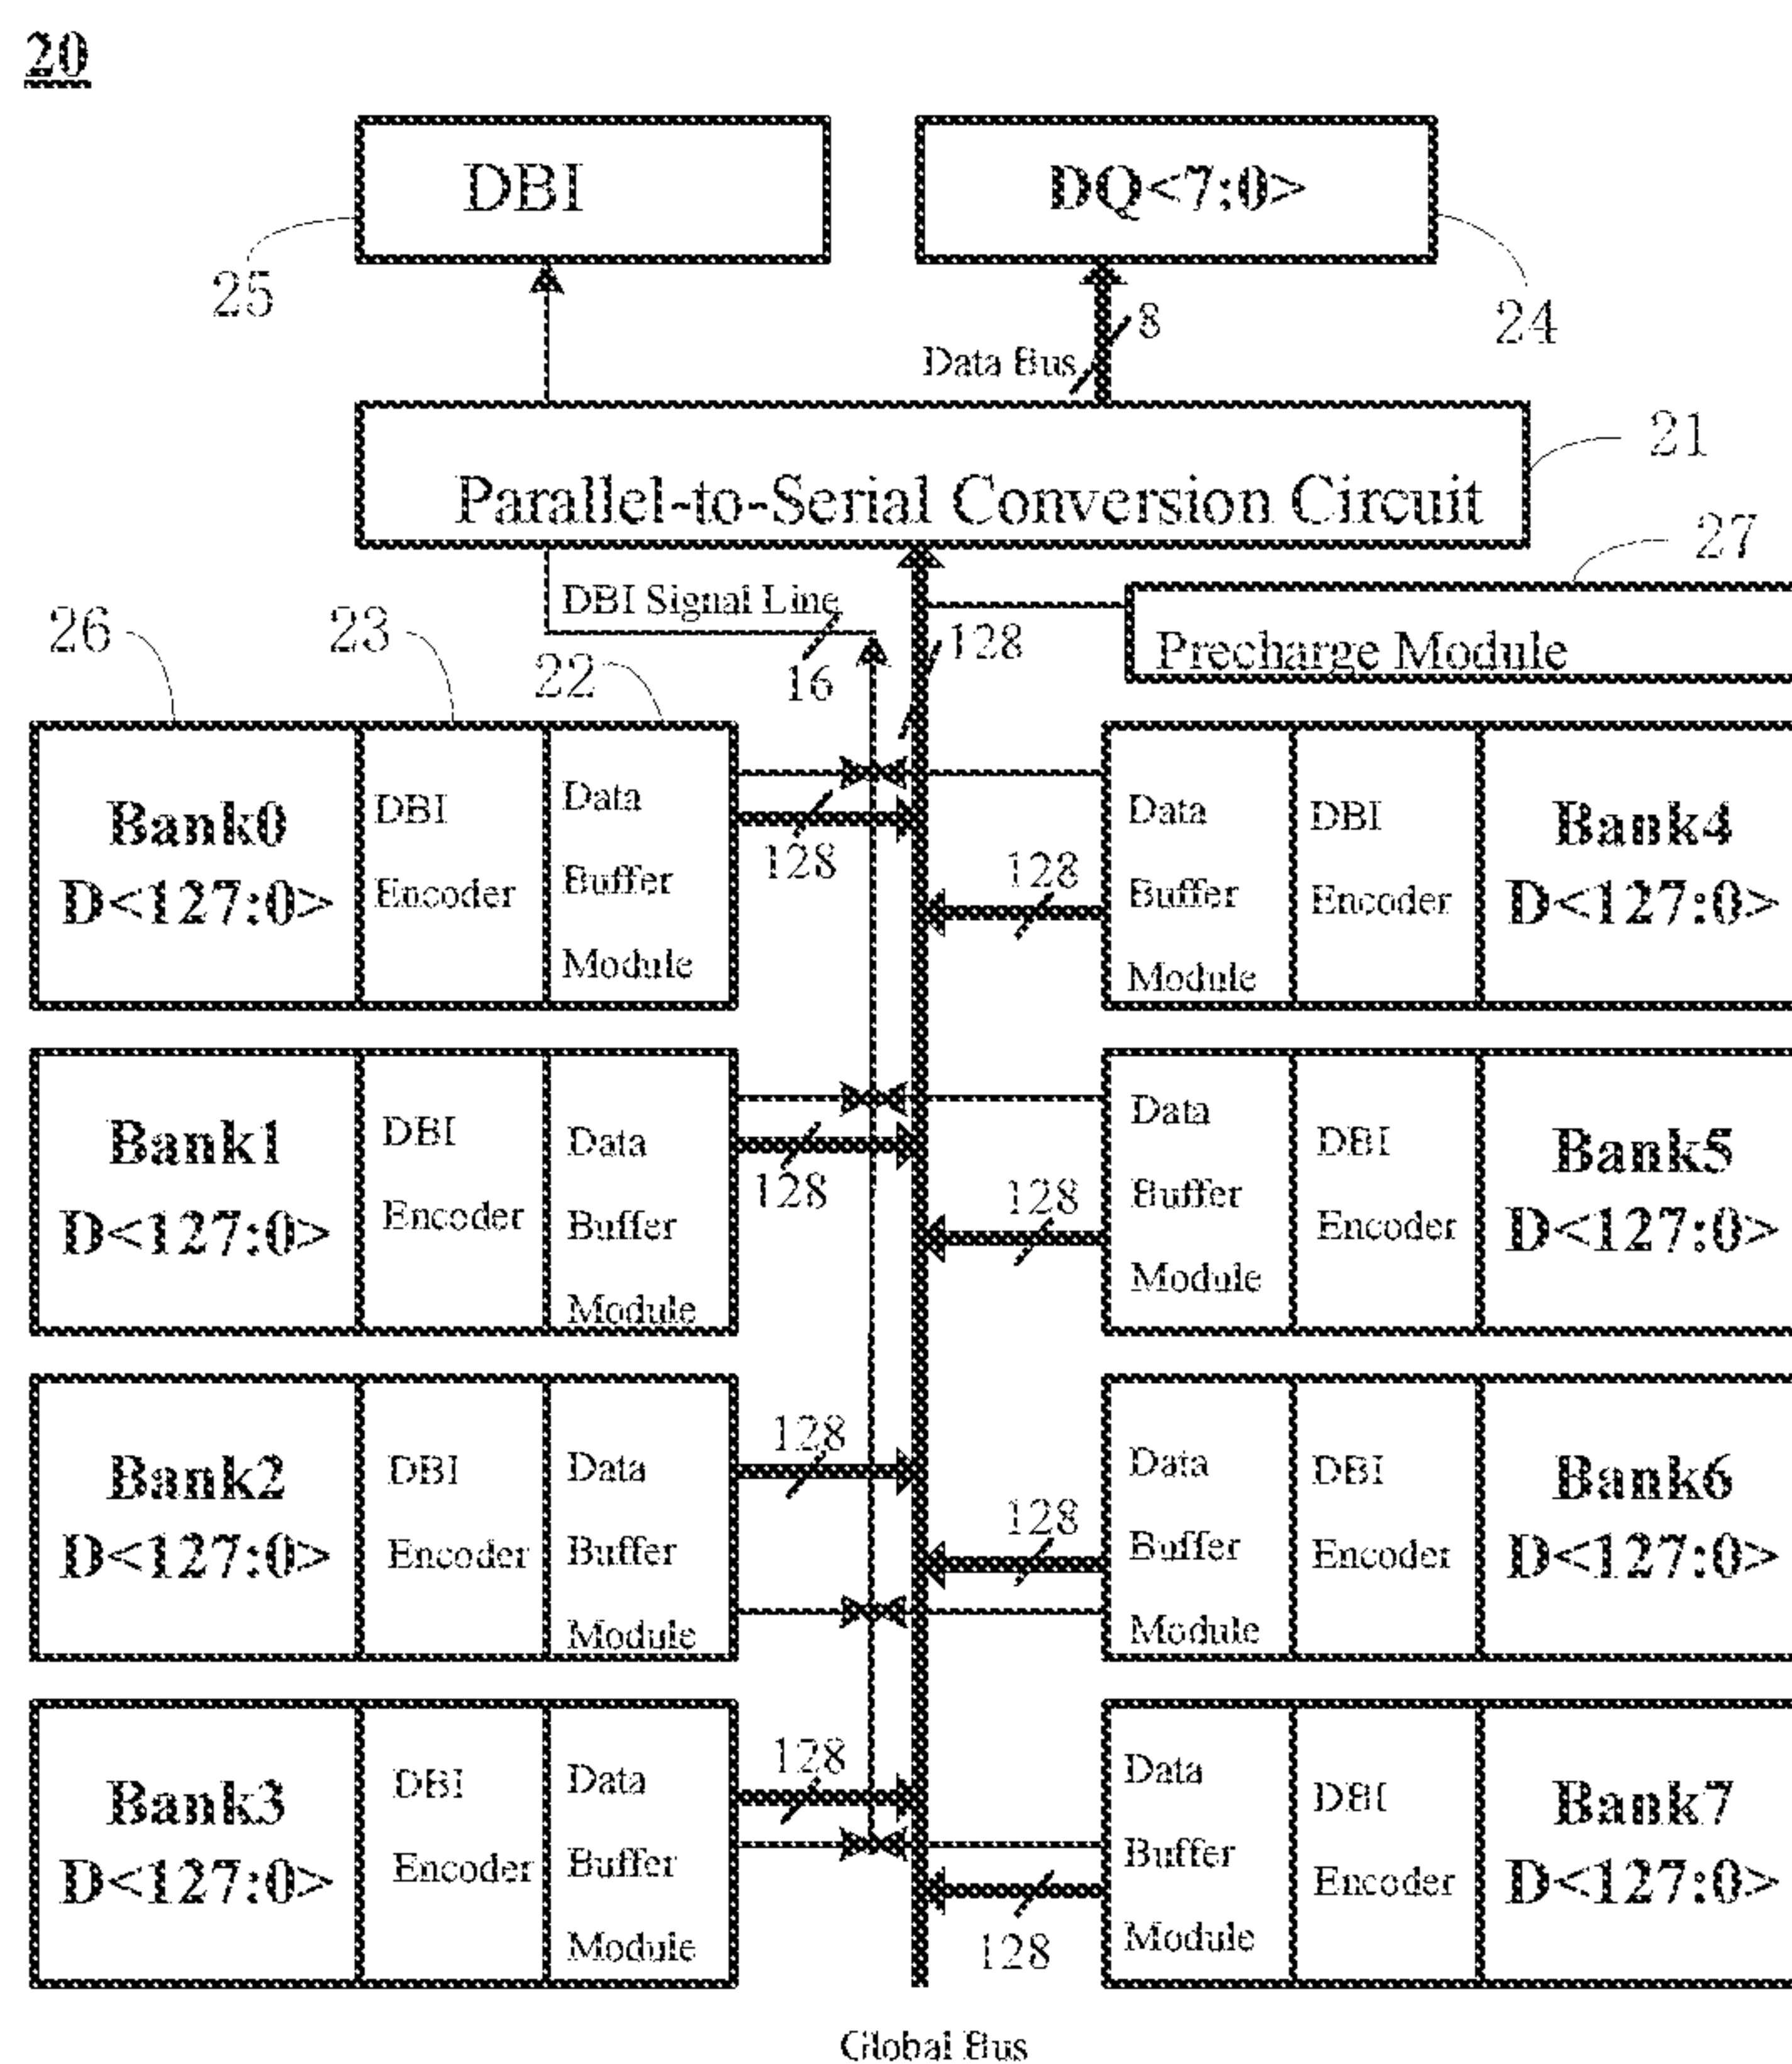 20
DBI
DQ<7:0>
25
24
8
Data Bus
21
Parallel-to-Serial Conversion Circuit
27
DBI Signal Line
16
128
Precharge Module
26
23
22
Bank0
D<127:0>
DBI
Encoder
Data
Buffer
Module
128
128
Data
Buffer
Module
DBI
Encoder
Bank4
D<127:0>
Bank1
D<127:0>
DBI
Encoder
Data
Buffer
Module
128
128
Data
Buffer
Module
DBI
Encoder
Bank5
D<127:0>
Bank2
D<127:0>
DBI
Encoder
Data
Buffer
Module
128
128
Data
Buffer
Module
DBI
Encoder
Bank6
D<127:0>
Bank3
D<127:0>
DBI
Encoder
Data
Buffer
Module
128
128
Data
Buffer
Module
DBI
Encoder
Bank7
D<127:0>
Global Bus